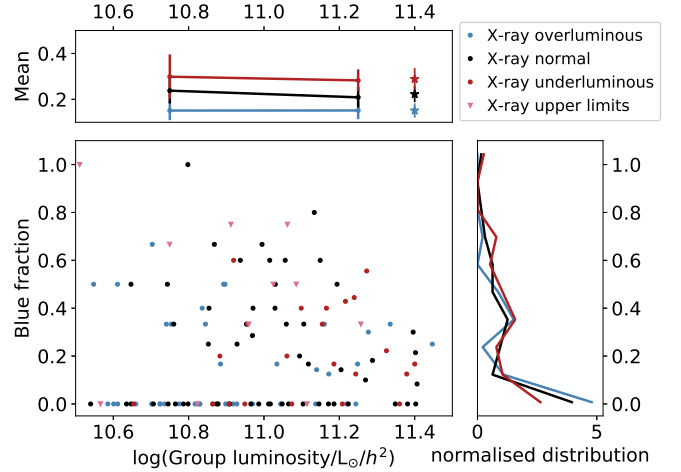 10.6 10.8 11.0 11.2 11.4
Mean
0.4
0.2
X-ray overluminous
X-ray normal
X-ray underluminous
X-ray upper limits
Blue fraction
1.0
0.8
0.6
0.4
0.2
0.0
10.6 10.8 11.0 11.2 11.4
log(Group luminosity/L⊙/h²)
1.0
0.8
0.6
0.4
0.2
0.0
0 5
normalised distribution